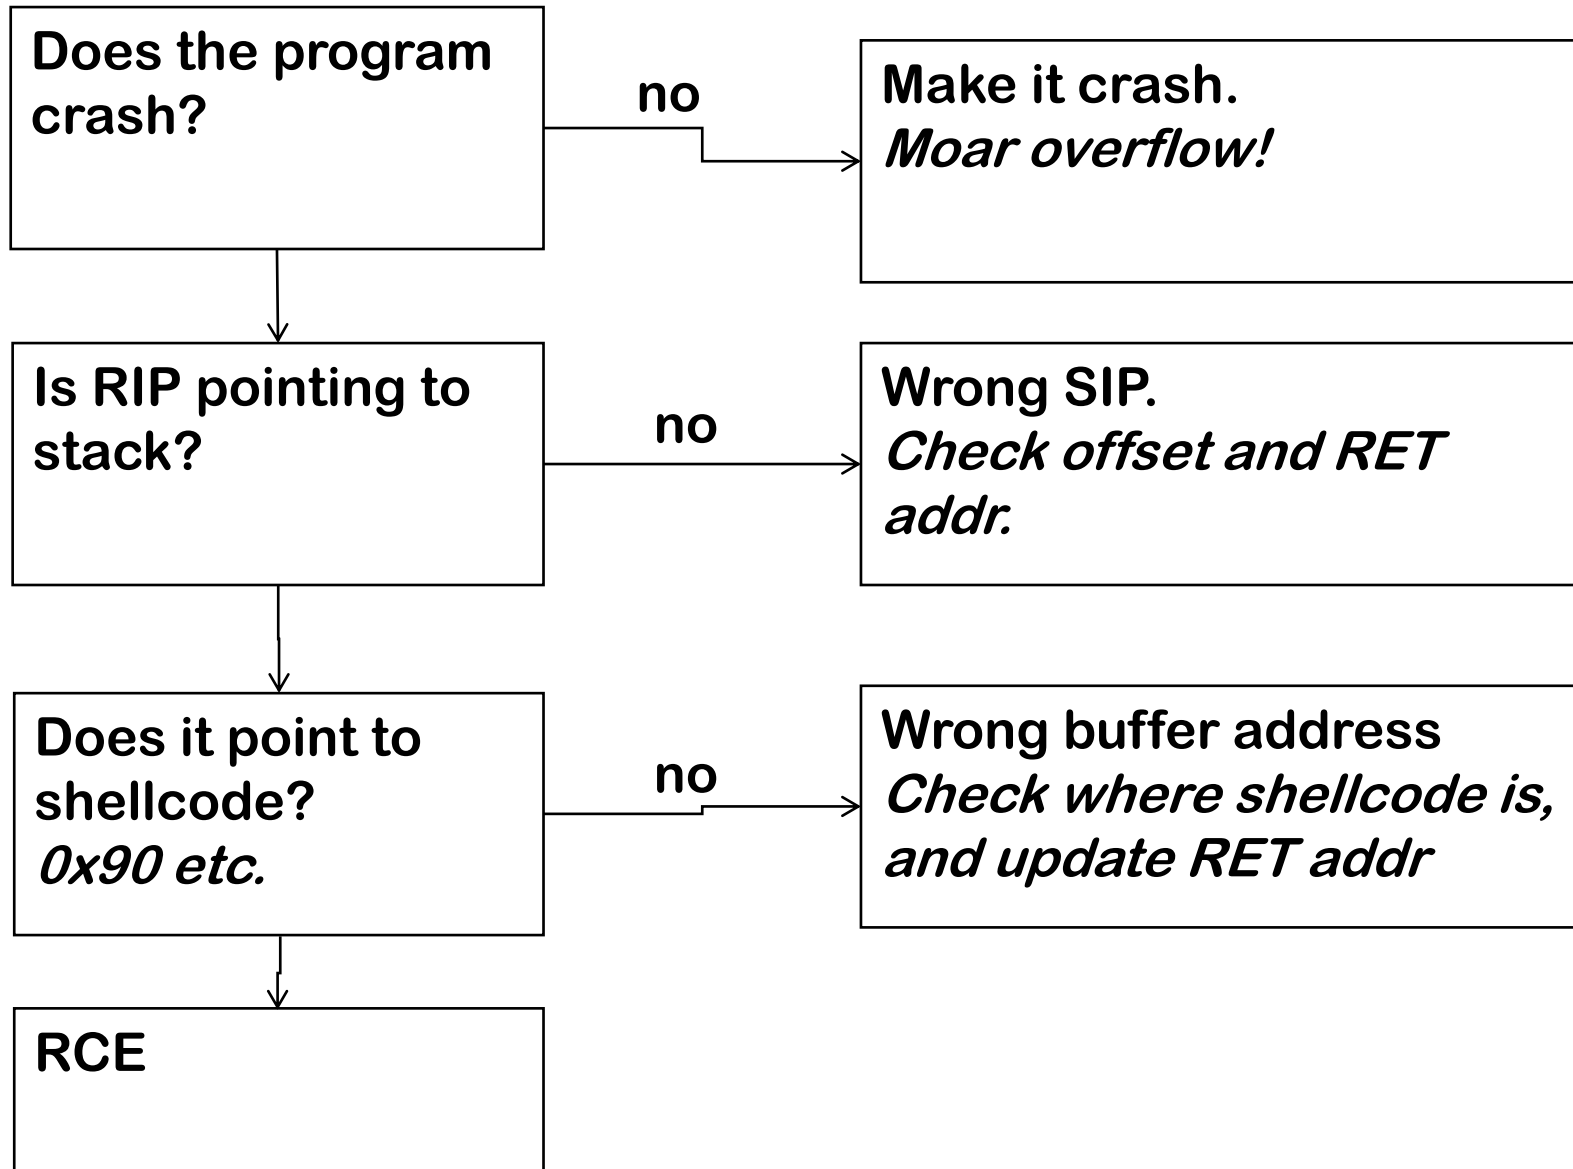 Does the program
crash?
no
Make it crash.
Moar overflow!
Is RIP pointing to
stack?
no
Wrong SIP.
Check offset and RET
addr.
Does it point to
shellcode?
0x90 etc.
no
Wrong buffer address
Check where shellcode is,
and update RET addr
RCE